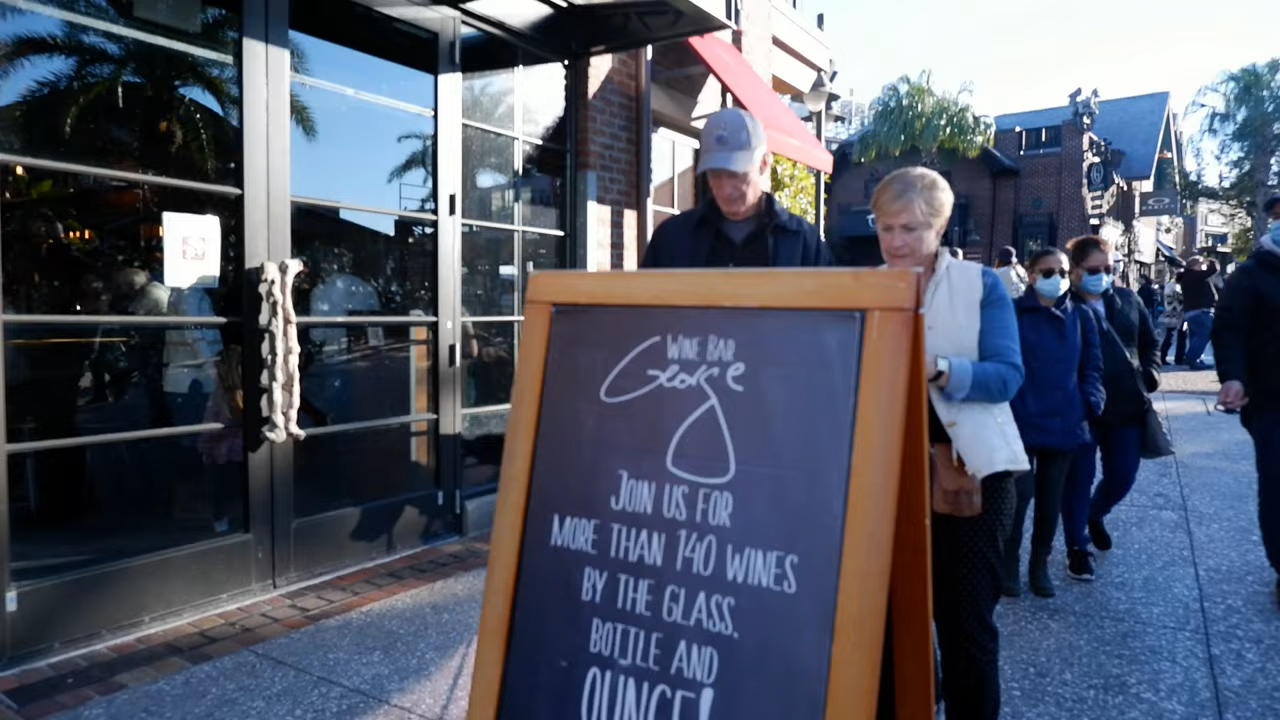 WINE BAR
George
JOIN US FOR
MORE THAN 140 WINES
BY THE GLASS.
BOTTLE AND
OUNCE!